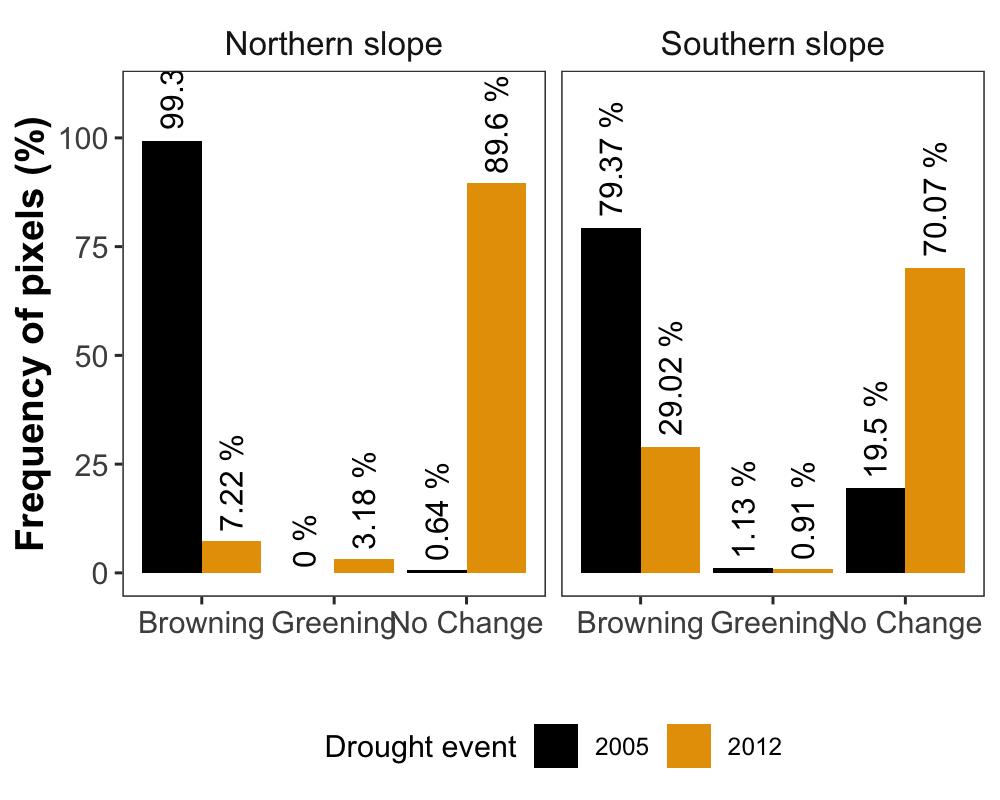 Northern slope
Southern slope
Frequency of pixels (%)
100
75
50
25
0
99.3
7.22 %
0 %
3.18 %
0.64 %
89.6 %
79.37 %
29.02 %
1.13 %
0.91 %
19.5 %
70.07 %
Browning Greening No Change
Browning Greening No Change
Drought event 2005 2012